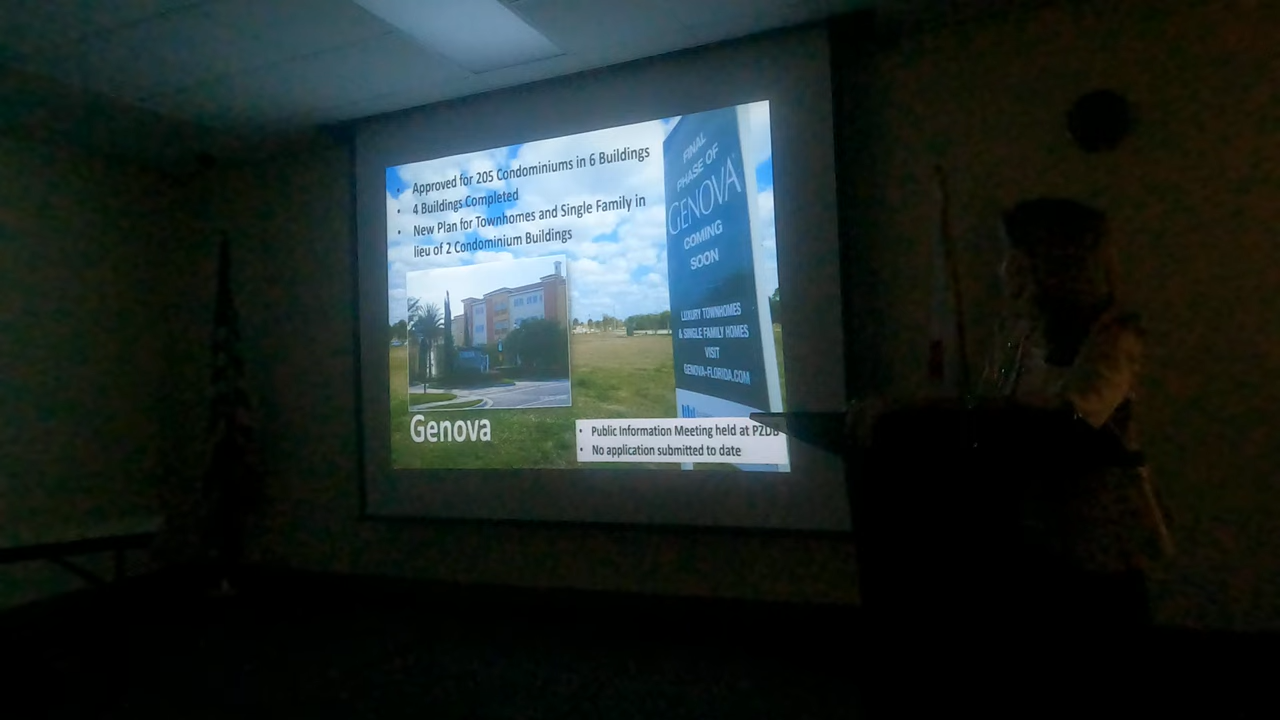 • Approved for 205 Condominiums in 6 Buildings
• 4 Buildings Completed
• New Plan for Townhomes and Single Family in
lieu of 2 Condominium Buildings
FINAL
PHASE OF
GENOVA
COMING
SOON
LUXURY TOWNHOMES
& SINGLE FAMILY HOMES
VISIT
GENOVA-FLORIDA.COM
Genova
• Public Information Meeting held at PZDB
• No application submitted to date